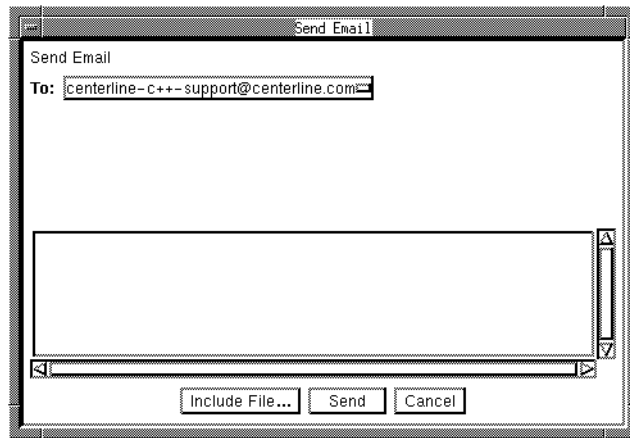 Send Email
Send Email
To: centerline-c++-support@centerline.com
Include File... Send Cancel